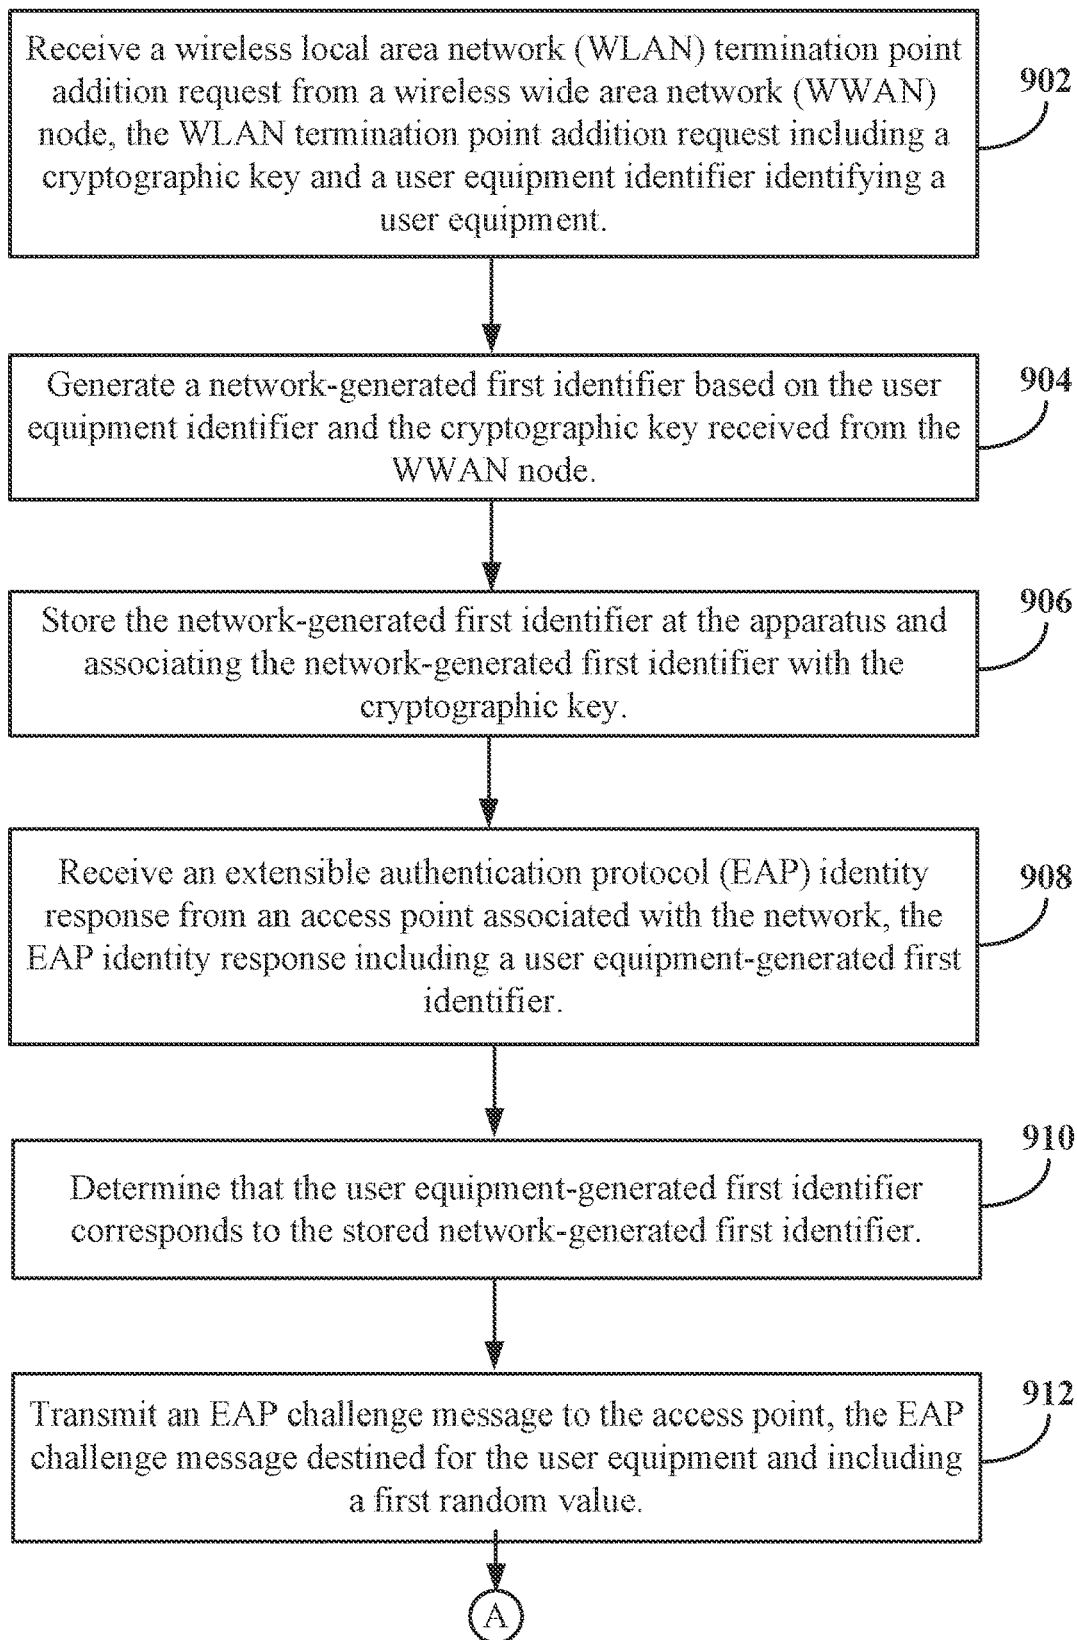 Receive a wireless local area network (WLAN) termination point
addition request from a wireless wide area network (WWAN)
node, the WLAN termination point addition request including a
cryptographic key and a user equipment identifier identifying a
user equipment.
902
Generate a network-generated first identifier based on the user
equipment identifier and the cryptographic key received from the
WWAN node.
904
Store the network-generated first identifier at the apparatus and
associating the network-generated first identifier with the
cryptographic key.
906
Receive an extensible authentication protocol (EAP) identity
response from an access point associated with the network, the
EAP identity response including a user equipment-generated first
identifier.
908
Determine that the user equipment-generated first identifier
corresponds to the stored network-generated first identifier.
910
Transmit an EAP challenge message to the access point, the EAP
challenge message destined for the user equipment and including
a first random value.
912
A